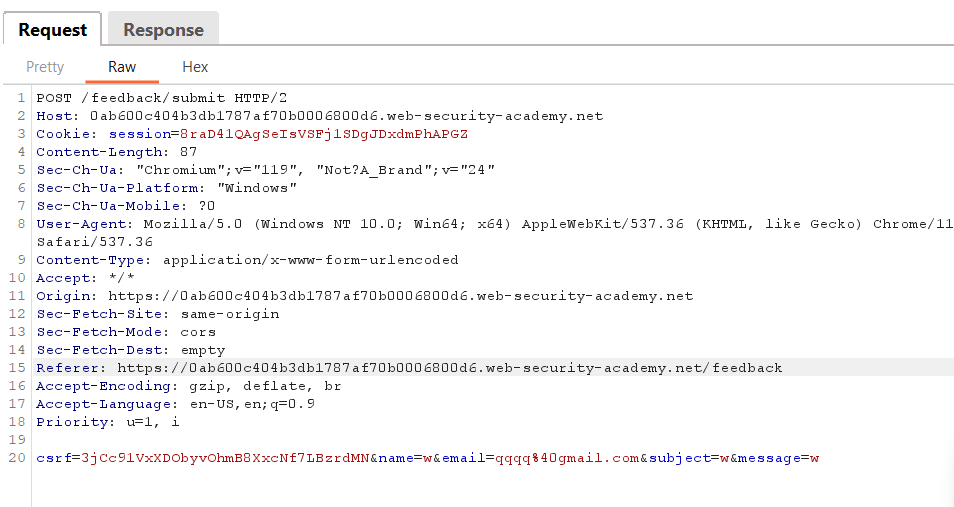 Request Response
Pretty Raw Hex
1 POST /feedback/submit HTTP/2
2 Host: 0ab600c404b3db1787af70b0006800d6.web-security-academy.net
3 Cookie: session=8raD41QAgSeIsVSFj1SDgJDxdmPhAPGZ
4 Content-Length: 87
5 Sec-Ch-Ua: "Chromium";v="119", "Not?A_Brand";v="24"
6 Sec-Ch-Ua-Platform: "Windows"
7 Sec-Ch-Ua-Mobile: ?0
8 User-Agent: Mozilla/5.0 (Windows NT 10.0; Win64; x64) AppleWebKit/537.36 (KHTML, like Gecko) Chrome/11
Safari/537.36
9 Content-Type: application/x-www-form-urlencoded
10 Accept: */*
11 Origin: https://0ab600c404b3db1787af70b0006800d6.web-security-academy.net
12 Sec-Fetch-Site: same-origin
13 Sec-Fetch-Mode: cors
14 Sec-Fetch-Dest: empty
15 Referer: https://0ab600c404b3db1787af70b0006800d6.web-security-academy.net/feedback
16 Accept-Encoding: gzip, deflate, br
17 Accept-Language: en-US,en;q=0.9
18 Priority: u=1, i
19
20 csrf=3jCc91VxXDObyvOhmB8XxcNf7LBzrdMN&name=w&email=qqqq%40gmail.com&subject=w&message=w